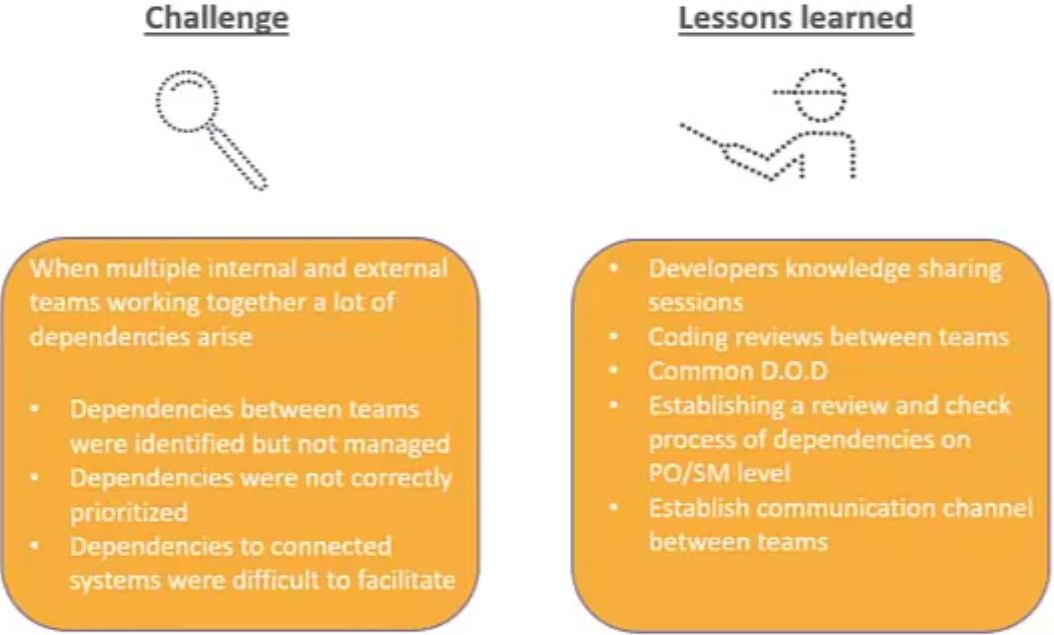 Challenge
When multiple internal and external
teams working together a lot of
dependencies arise
• Dependencies between teams
were identified but not managed
• Dependencies were not correctly
prioritized
• Dependencies to connected
systems were difficult to facilitate
Lessons learned
• Developers knowledge sharing
sessions
• Coding reviews between teams
• Common D.O.D
• Establishing a review and check
process of dependencies on
PO/SM level
• Establish communication channel
between teams